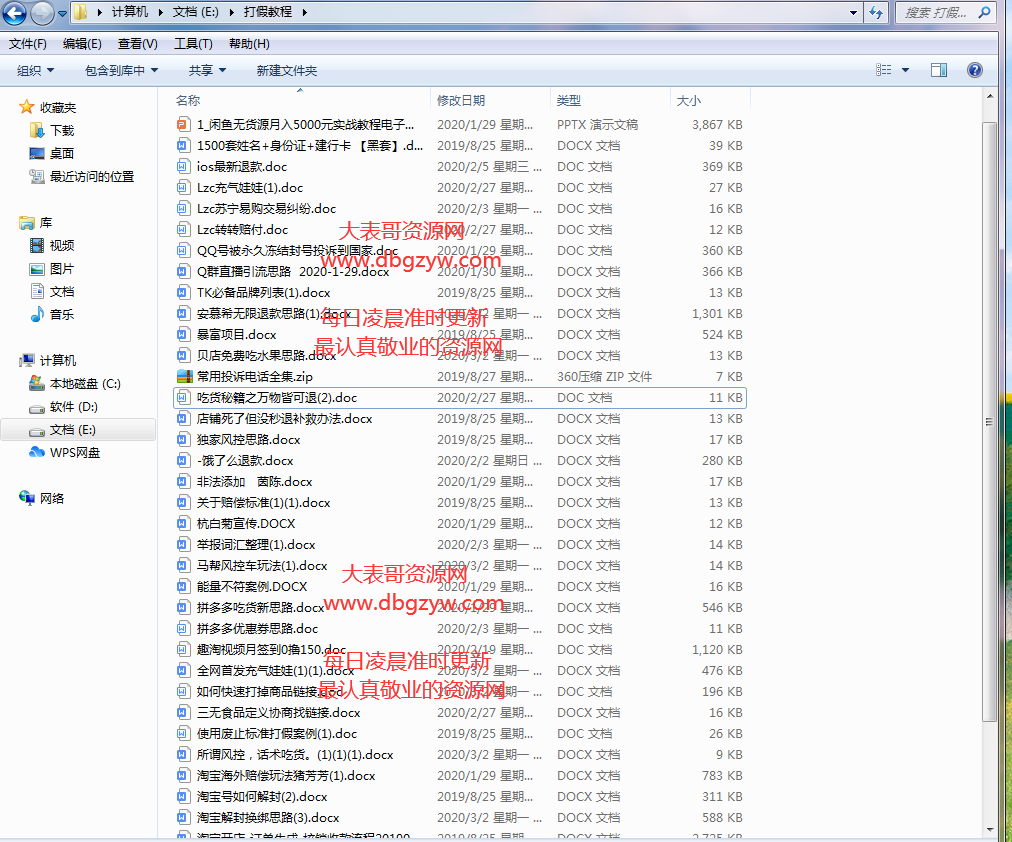 计算机 ▸ 文档 (E:) ▸ 打假教程 ▸
搜索 打假...
文件(F) 编辑(E) 查看(V) 工具(T) 帮助(H)
组织 包含到库中 共享 新建文件夹
收藏夹
下载
桌面
最近访问的位置
库
视频
图片
文档
音乐
计算机
本地磁盘 (C:)
软件 (D:)
文档 (E:)
WPS网盘
网络
名称 修改日期 类型 大小
1_闲鱼无货源月入5000元实战教程电子... 2020/1/29 星期... PPTX 演示文稿 3,867 KB
1500套姓名+身份证+建行卡 【黑套】.d... 2019/8/25 星期... DOCX 文档 39 KB
ios最新退款.doc 2020/2/5 星期三 ... DOC 文档 369 KB
Lzc充气娃娃(1).doc 2020/2/27 星期... DOC 文档 27 KB
Lzc苏宁易购交易纠纷.doc 2020/2/3 星期一 ... DOC 文档 16 KB
Lzc转转赔付.doc 2020/2/27 星期... DOC 文档 12 KB
大表哥资源网
QQ号被永久冻结封号投诉到国家.doc 2020/1/29 星期... DOC 文档 360 KB
www.dbgzyw.com
Q群直播引流思路 2020-1-29.docx 2020/1/30 星期... DOCX 文档 366 KB
TK必备品牌列表(1).docx 2019/8/25 星期... DOCX 文档 13 KB
安慕希无限退款思路(1).docx 2020/3/2 星期一 ... DOCX 文档 1,301 KB
每日凌晨准时更新
暴富项目.docx 2019/8/25 星期... DOCX 文档 524 KB
最认真敬业的资源网
贝店免费吃水果思路.docx 2020/3/2 星期一 ... DOCX 文档 13 KB
常用投诉电话全集.zip 2019/8/27 星期... 360压缩 ZIP 文件 7 KB
吃货秘籍之万物皆可退(2).doc 2020/2/27 星期... DOC 文档 11 KB
店铺死了但没秒退补救办法.docx 2019/8/25 星期... DOCX 文档 13 KB
独家风控思路.docx 2019/8/25 星期... DOCX 文档 17 KB
-饿了么退款.docx 2020/2/2 星期日 ... DOCX 文档 280 KB
非法添加 茵陈.docx 2020/1/29 星期... DOCX 文档 17 KB
关于赔偿标准(1)(1).docx 2019/8/25 星期... DOCX 文档 13 KB
杭白菊宣传.DOCX 2020/1/29 星期... DOCX 文档 12 KB
举报词汇整理(1).docx 2020/2/3 星期一 ... DOCX 文档 14 KB
马帮风控车玩法(1).docx 2020/3/2 星期一 ... DOCX 文档 14 KB
大表哥资源网
能量不符案例.DOCX 2020/1/29 星期... DOCX 文档 16 KB
www.dbgzyw.com
拼多多吃货新思路.docx 2020/1/29 星期... DOCX 文档 546 KB
拼多多优惠券思路.doc 2020/2/3 星期一 ... DOC 文档 11 KB
趣淘视频月签到0撸150.doc 2020/2/19 星期... DOC 文档 1,120 KB
每日凌晨准时更新
全网首发充气娃娃(1)(1).docx 2020/3/2 星期一 ... DOCX 文档 476 KB
最认真敬业的资源网
如何快速打掉商品链接.doc 星期一 ... DOC 文档 196 KB
三无食品定义协商找链接.docx 2020/2/27 星期... DOCX 文档 16 KB
使用废止标准打假案例(1).doc 2019/8/25 星期... DOC 文档 26 KB
所谓风控，话术吃货。(1)(1)(1).docx 2020/3/2 星期一 ... DOCX 文档 9 KB
淘宝海外赔偿玩法猪芳芳(1).docx 2020/1/29 星期... DOCX 文档 783 KB
淘宝号如何解封(2).docx 2019/8/25 星期... DOCX 文档 311 KB
淘宝解封换绑思路(3).docx 2020/3/2 星期一 ... DOCX 文档 588 KB